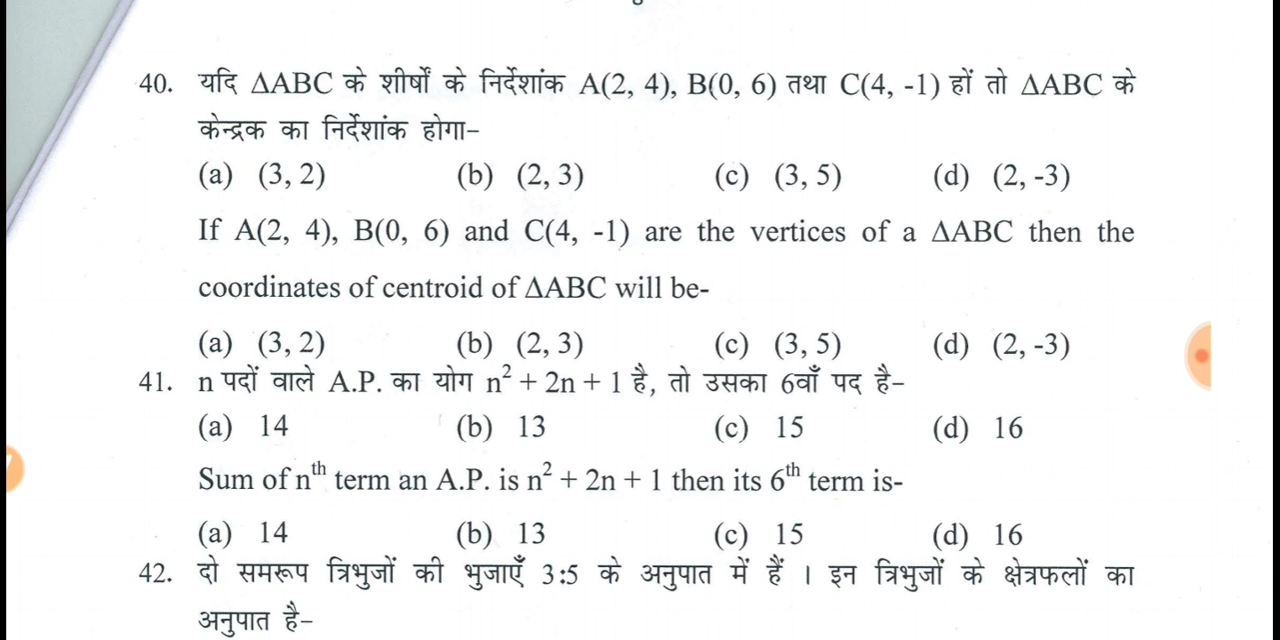 40. यदि ΔABC के शीर्षों के निर्देशांक A(2, 4), B(0, 6) तथा C(4, -1) हों तो ΔABC के
केन्द्रक का निर्देशांक होगा–
(a) (3, 2) (b) (2, 3) (c) (3, 5) (d) (2, -3)
If A(2, 4), B(0, 6) and C(4, -1) are the vertices of a ΔABC then the
coordinates of centroid of ΔABC will be-
(a) (3, 2) (b) (2, 3) (c) (3, 5) (d) (2, -3)
41. n पदों वाले A.P. का योग n² + 2n + 1 है, तो उसका 6वाँ पद है–
(a) 14 (b) 13 (c) 15 (d) 16
Sum of nᵗʰ term an A.P. is n² + 2n + 1 then its 6ᵗʰ term is-
(a) 14 (b) 13 (c) 15 (d) 16
42. दो समरूप त्रिभुजों की भुजाएँ 3:5 के अनुपात में हैं । इन त्रिभुजों के क्षेत्रफलों का
अनुपात है–